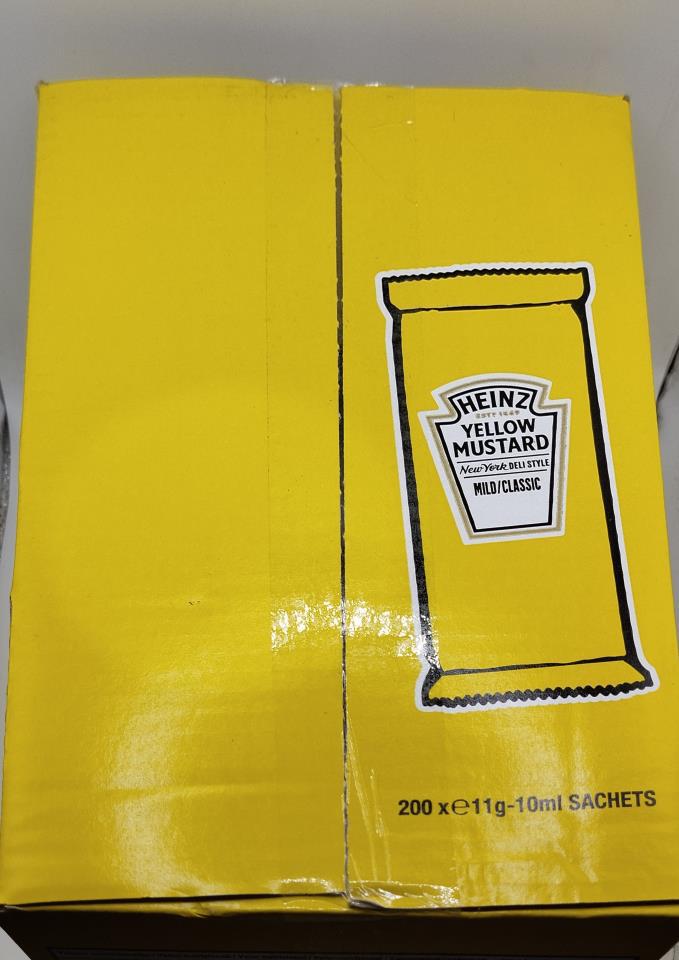 HEINZ
ESTD 1869
YELLOW
MUSTARD
New York DELI STYLE
MILD/CLASSIC
200 x℮11g-10ml SACHETS